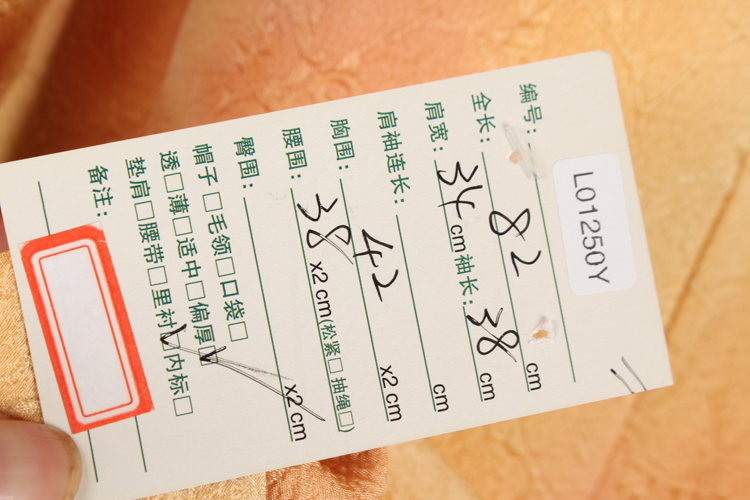 编号: L01250Y
全长: 82 cm
肩宽: 34 cm 袖长: 38 cm
肩袖连长: cm
胸围: 42 x2 cm
腰围: 38 x2 cm (松紧□ 抽绳□)
臀围: x2 cm
帽子□ 毛领□ 口袋□
透□ 薄□ 适中□ 偏厚□
垫肩□ 腰带□ 里衬□ 内标□
备注: